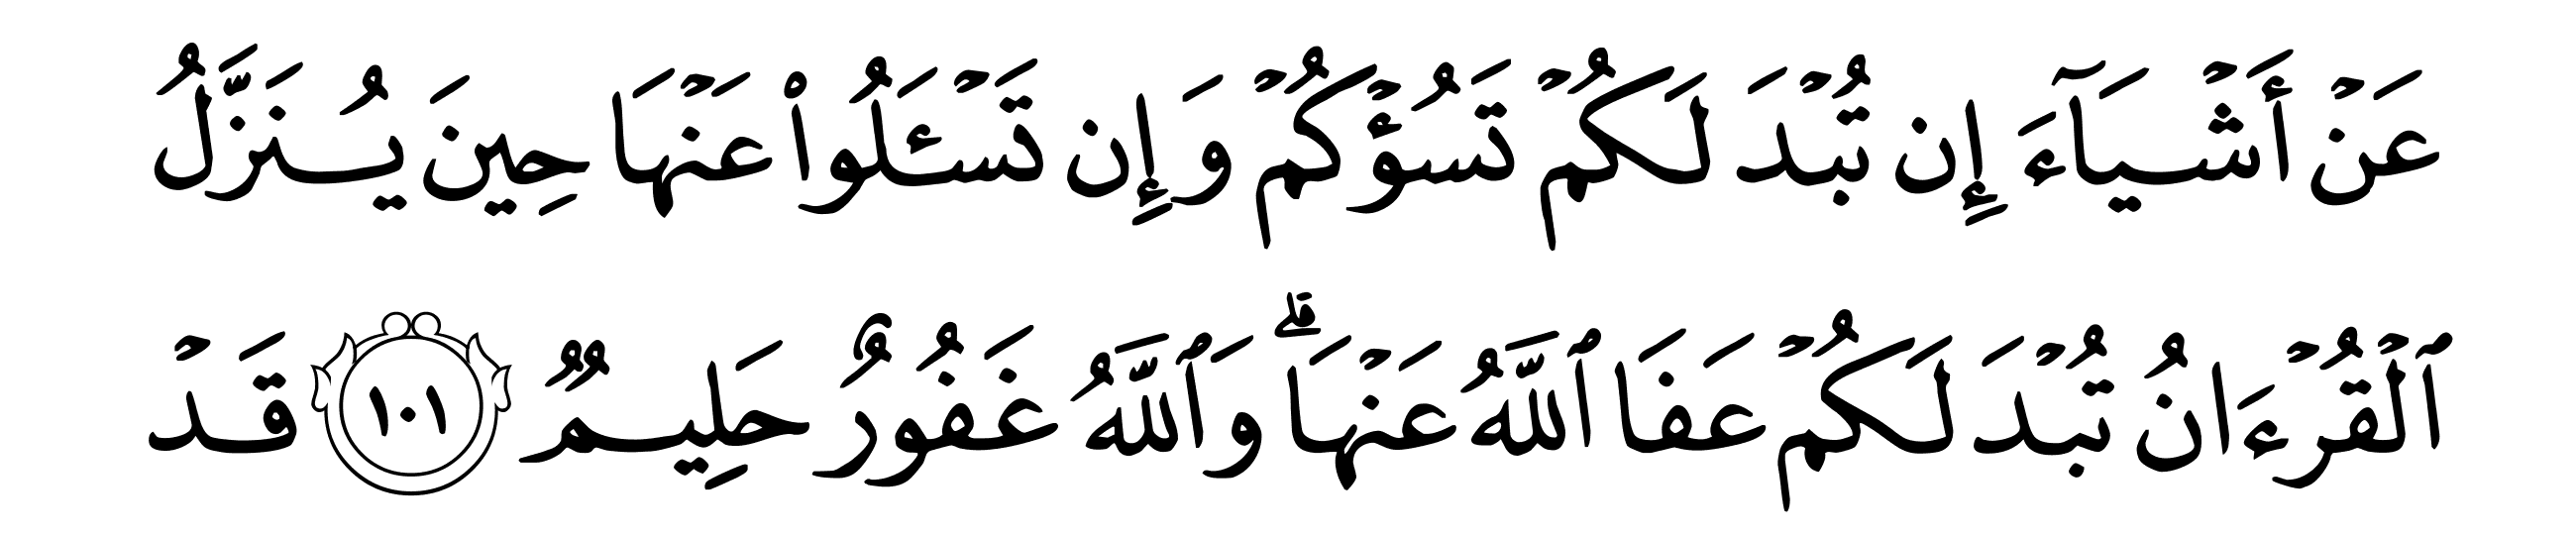 عَنۡ أَشۡيَآءَ إِن تُبۡدَ لَكُمۡ تَسُؤۡكُمۡ وَإِن تَسۡـَٔلُواْ عَنۡهَا حِينَ يُنَزَّلُ
ٱلۡقُرۡءَانُ تُبۡدَ لَكُمۡ عَفَا ٱللَّهُ عَنۡهَاۗ وَٱللَّهُ غَفُورٌ حَلِيمٞ ١٠١ قَدۡ